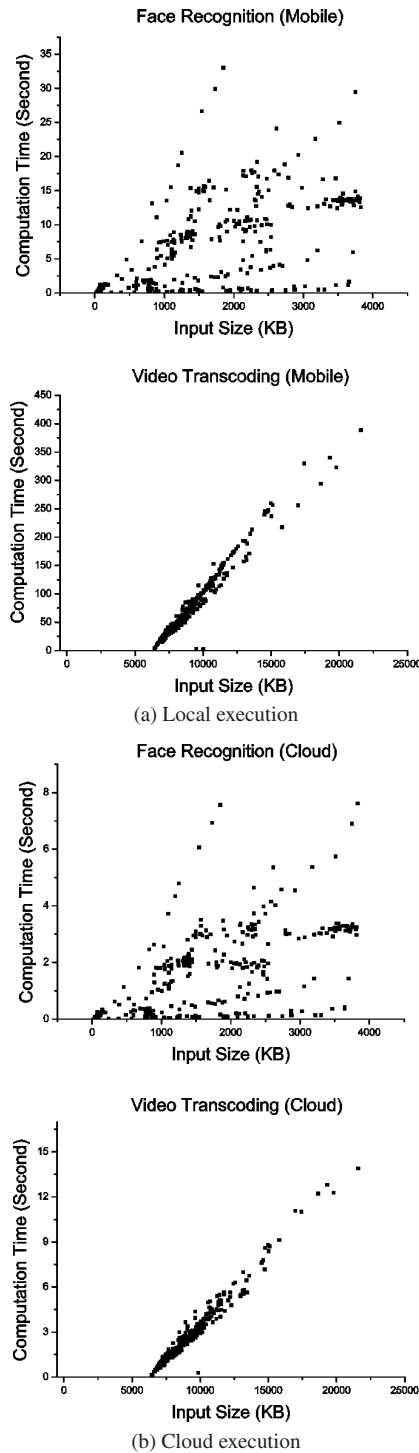 Face Recognition (Mobile)
Computation Time (Second)
35
30
25
20
15
10
5
0
0 1000 2000 3000 4000
Input Size (KB)
Video Transcoding (Mobile)
Computation Time (Second)
450
400
350
300
250
200
150
100
50
0
0 5000 10000 15000 20000 25000
Input Size (KB)
(a) Local execution
Face Recognition (Cloud)
Computation Time (Second)
8
6
4
2
0
0 1000 2000 3000 4000
Input Size (KB)
Video Transcoding (Cloud)
Computation Time (Second)
15
12
9
6
3
0
0 5000 10000 15000 20000 25000
Input Size (KB)
(b) Cloud execution